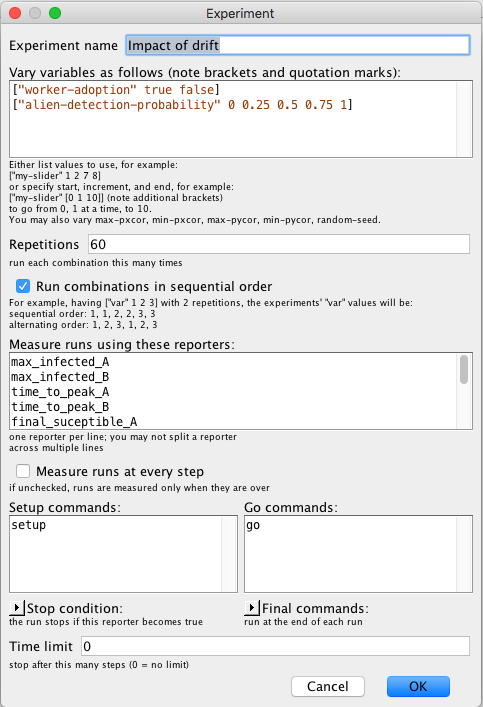 Experiment
Experiment name Impact of drift
Vary variables as follows (note brackets and quotation marks):
["worker-adoption" true false]
["alien-detection-probability" 0 0.25 0.5 0.75 1]
Either list values to use, for example:
["my-slider" 1 2 7 8]
or specify start, increment, and end, for example:
["my-slider" [0 1 10]] (note additional brackets)
to go from 0, 1 at a time, to 10.
You may also vary max-pxcor, min-pxcor, max-pycor, min-pycor, random-seed.
Repetitions 60
run each combination this many times
Run combinations in sequential order
For example, having ["var" 1 2 3] with 2 repetitions, the experiments' "var" values will be:
sequential order: 1, 1, 2, 2, 3, 3
alternating order: 1, 2, 3, 1, 2, 3
Measure runs using these reporters:
max_infected_A
max_infected_B
time_to_peak_A
time_to_peak_B
final_suceptible_A
one reporter per line; you may not split a reporter
across multiple lines
Measure runs at every step
if unchecked, runs are measured only when they are over
Setup commands: Go commands:
setup go
Stop condition: Final commands:
the run stops if this reporter becomes true run at the end of each run
Time limit 0
stop after this many steps (0 = no limit)
Cancel OK